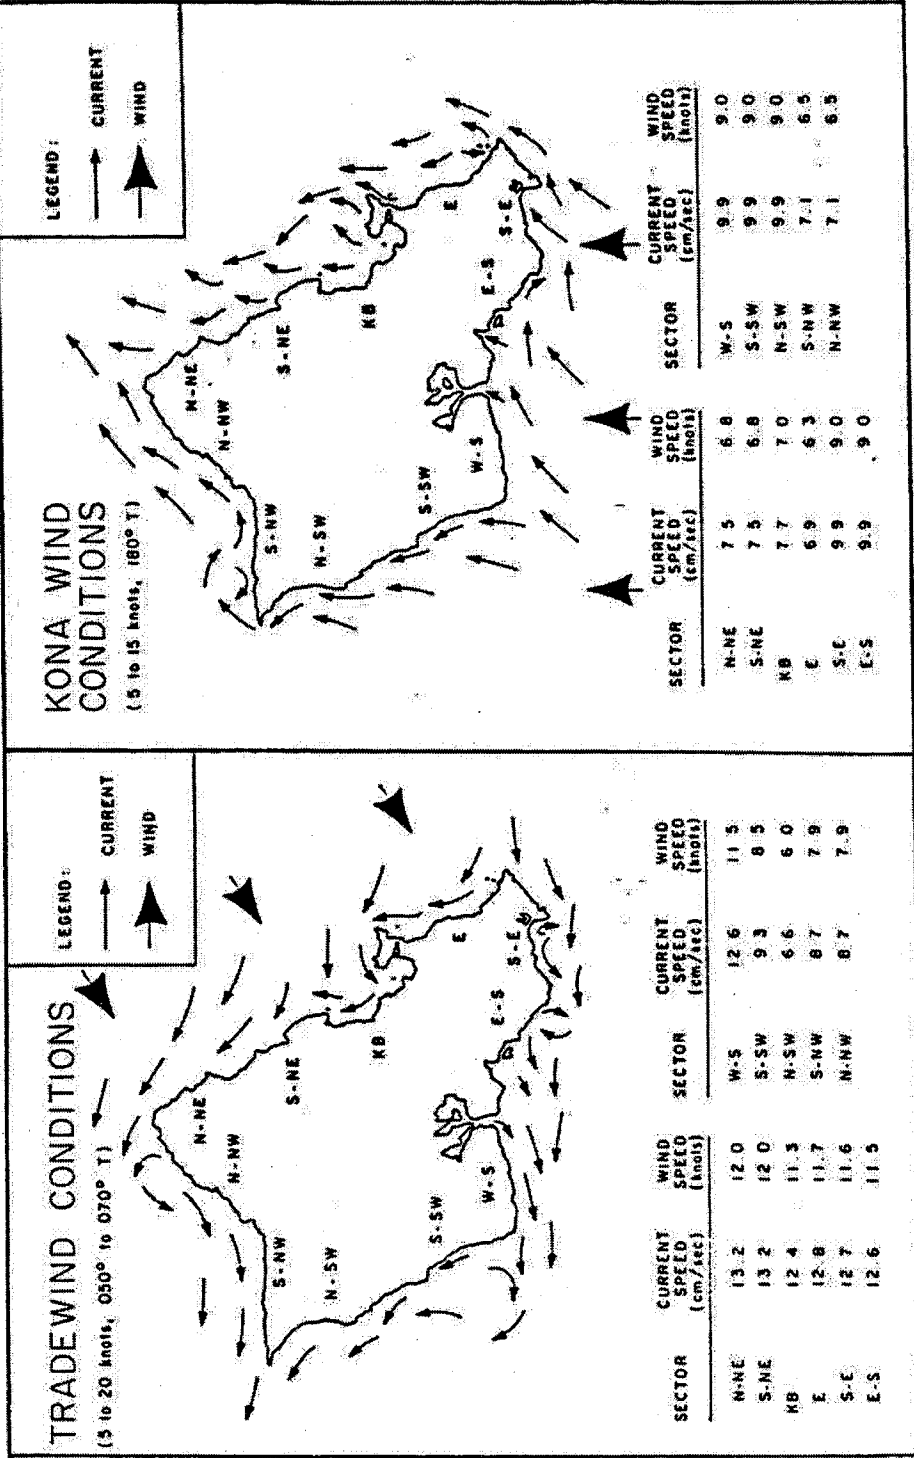 TRADEWIND CONDITIONS
(5 to 20 knots, 050° to 070° T)
LEGEND:
CURRENT
WIND
N-NE
N-NW
S-NE
S-NW
KB
N-SW
E
S-SW
W-S
E-S
S-E
SECTOR CURRENT SPEED (cm/sec) WIND SPEED (knots) SECTOR CURRENT SPEED (cm/sec) WIND SPEED (knots)
N-NE 13.2 12.0 W-S 12.6 11.5
S-NE 13.2 12.0 S-SW 9.3 8.5
KB 12.4 11.3 N-SW 6.6 6.0
E 12.8 11.7 S-NW 8.7 7.9
S-E 12.7 11.6 N-NW 8.7 7.9
E-S 12.6 11.5
KONA WIND
CONDITIONS
(5 to 15 knots, 180° T)
LEGEND:
CURRENT
WIND
N-NE
N-NW
S-NE
S-NW
KB
N-SW
E
S-SW
W-S
E-S
S-E
SECTOR CURRENT SPEED (cm/sec) WIND SPEED (knots) SECTOR CURRENT SPEED (cm/sec) WIND SPEED (knots)
N-NE 7.5 6.8 W-S 9.9 9.0
S-NE 7.5 6.8 S-SW 9.9 9.0
KB 7.7 7.0 N-SW 9.9 9.0
E 6.9 6.3 S-NW 7.1 6.5
S-E 9.9 9.0 N-NW 7.1 6.5
E-S 9.9 9.0